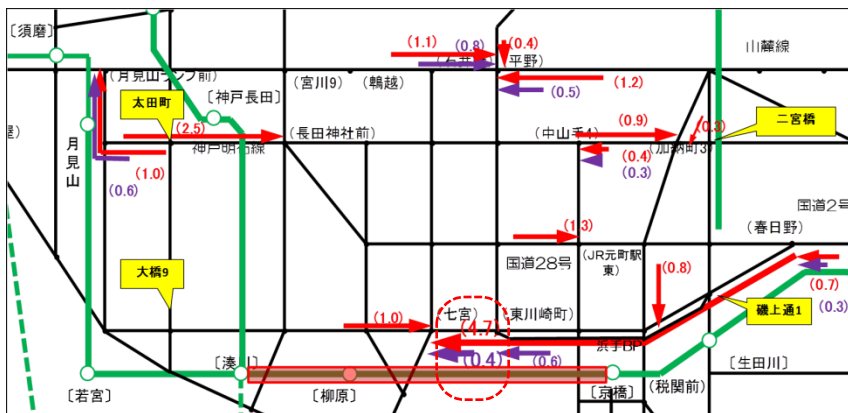 〔須磨〕
(1.1)
(0.8)
(0.4)
平野)
山麓線
(月見山ランプ前)
(宮川9)
(鵯越)
(1.2)
(0.5)
太田町
〔神戸長田〕
(2.5)
(長田神社前)
(中山手4)
(0.9)
(0.3)
二宮橋
月見山
神戸明石線
(加納町3)
(0.4)
(0.3)
(1.0)
(0.6)
(1.3)
国道2号
(春日野)
大橋9
国道28号
(JR元町駅
東)
(0.8)
(0.7)
(0.3)
(1.0)
(七宮)
(東川崎町)
磯上通1
(4.7)
浜手BP
(0.4)
(0.6)
〔湊川〕
〔生田川〕
〔若宮〕
〔柳原〕
〔京橋〕
(税関前)